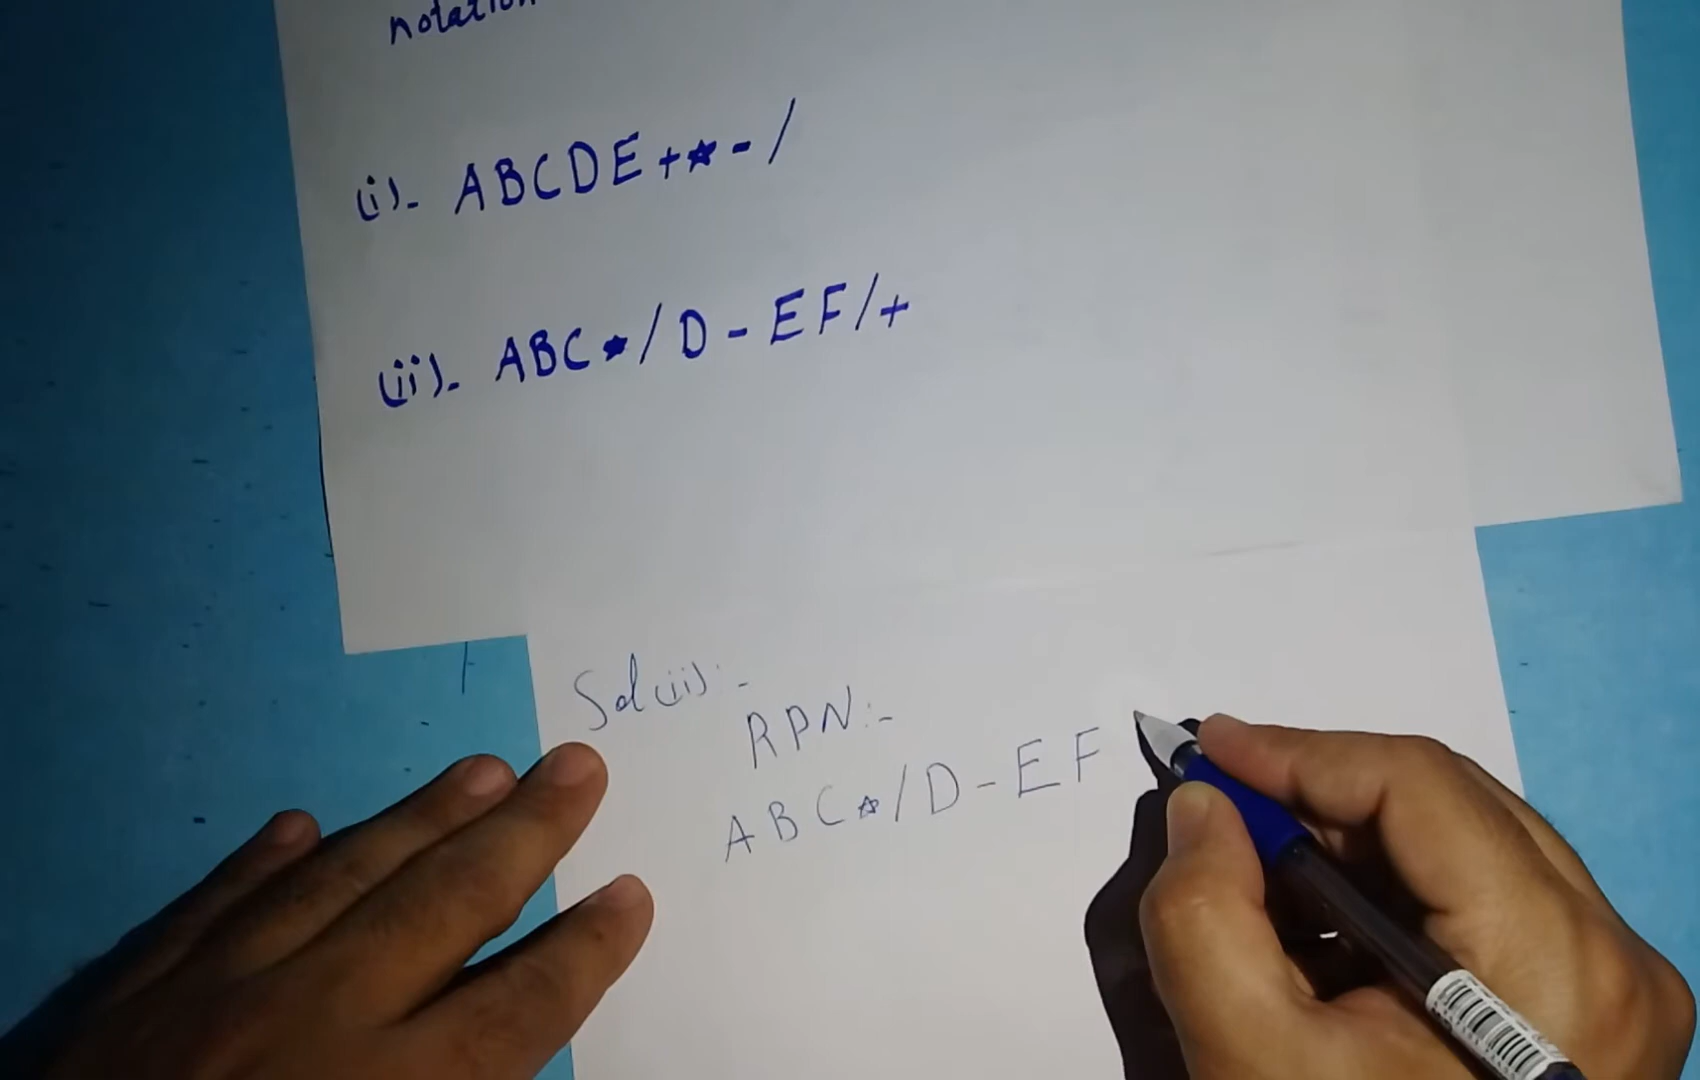 notation
(i). ABCDE+*-/
(ii). ABC*/D-EF/+
Sol(ii):-
RPN:-
ABC*/D-EF